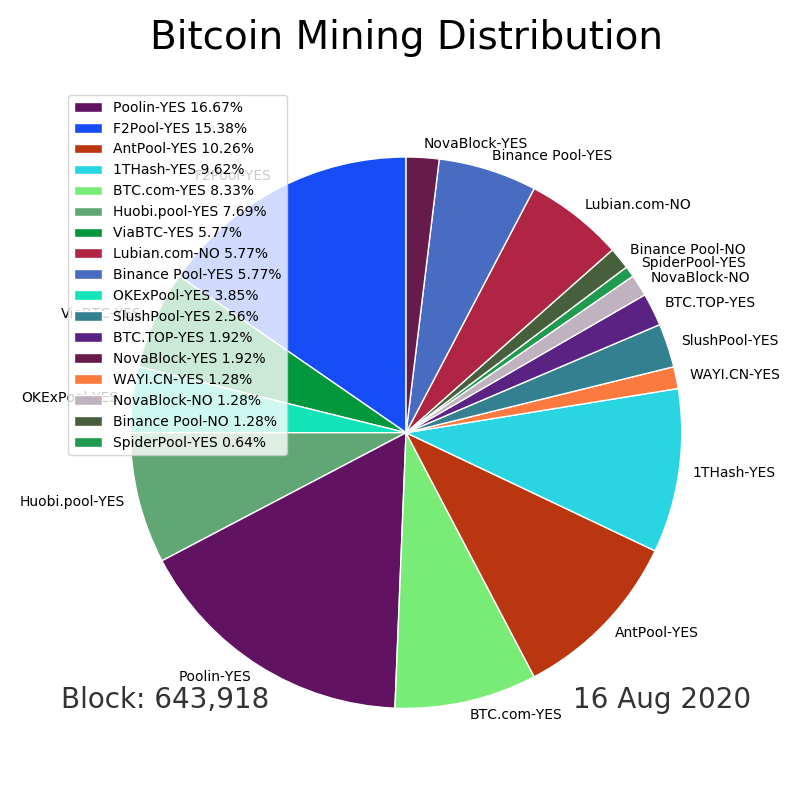 Bitcoin Mining Distribution
Poolin-YES 16.67%
F2Pool-YES 15.38%
AntPool-YES 10.26%
1THash-YES 9.62%
BTC.com-YES 8.33%
Huobi.pool-YES 7.69%
ViaBTC-YES 5.77%
Lubian.com-NO 5.77%
Binance Pool-YES 5.77%
OKExPool-YES 3.85%
SlushPool-YES 2.56%
BTC.TOP-YES 1.92%
NovaBlock-YES 1.92%
WAYI.CN-YES 1.28%
NovaBlock-NO 1.28%
Binance Pool-NO 1.28%
SpiderPool-YES 0.64%
NovaBlock-YES
Binance Pool-YES
Lubian.com-NO
Binance Pool-NO
SpiderPool-YES
NovaBlock-NO
BTC.TOP-YES
SlushPool-YES
WAYI.CN-YES
1THash-YES
AntPool-YES
BTC.com-YES
Poolin-YES
Huobi.pool-YES
OKExPool-YES
ViaBTC-YES
F2Pool-YES
Block: 643,918
16 Aug 2020